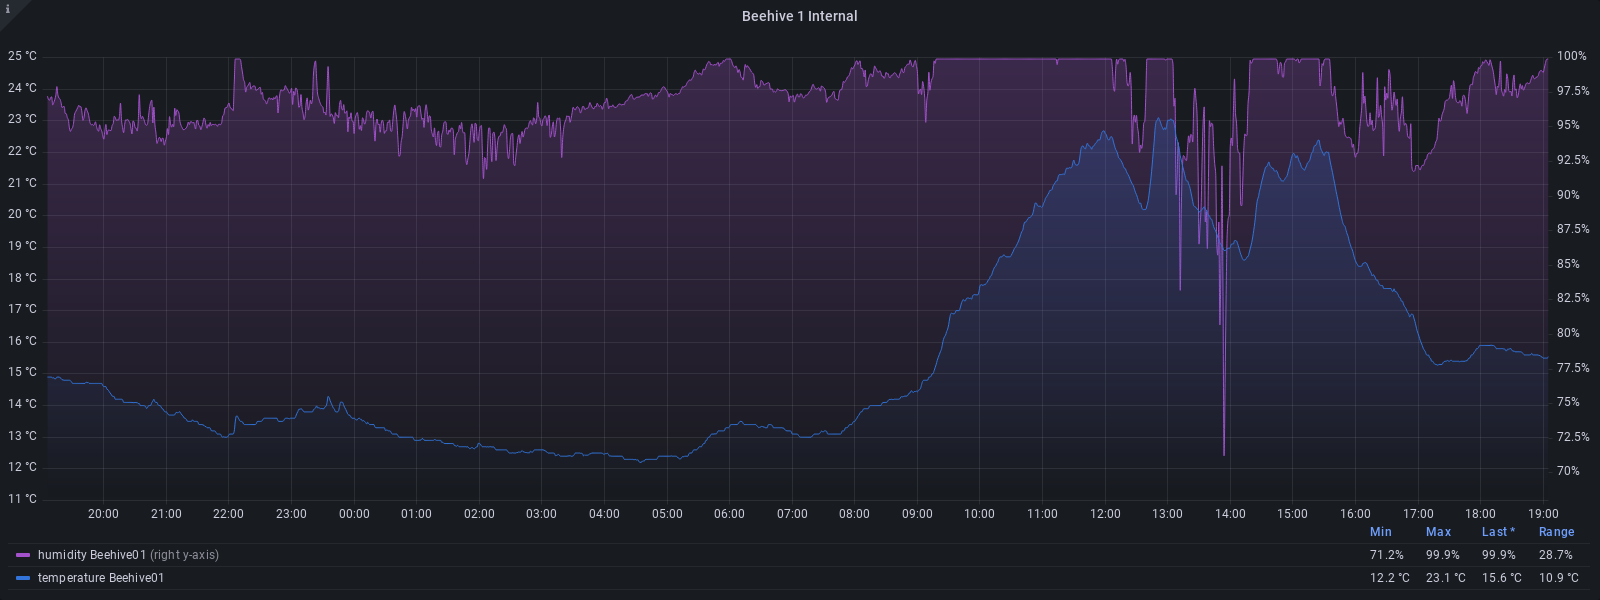 i
Beehive 1 Internal
25 °C
100%
24 °C
97.5%
23 °C
95%
22 °C
92.5%
21 °C
90%
20 °C
87.5%
19 °C
85%
18 °C
82.5%
17 °C
80%
16 °C
77.5%
15 °C
75%
14 °C
72.5%
13 °C
70%
12 °C
11 °C
20:00 21:00 22:00 23:00 00:00 01:00 02:00 03:00 04:00 05:00 06:00 07:00 08:00 09:00 10:00 11:00 12:00 13:00 14:00 15:00 16:00 17:00 18:00 19:00
Min Max Last * Range
humidity Beehive01 (right y-axis) 71.2% 99.9% 99.9% 28.7%
temperature Beehive01 12.2 °C 23.1 °C 15.6 °C 10.9 °C